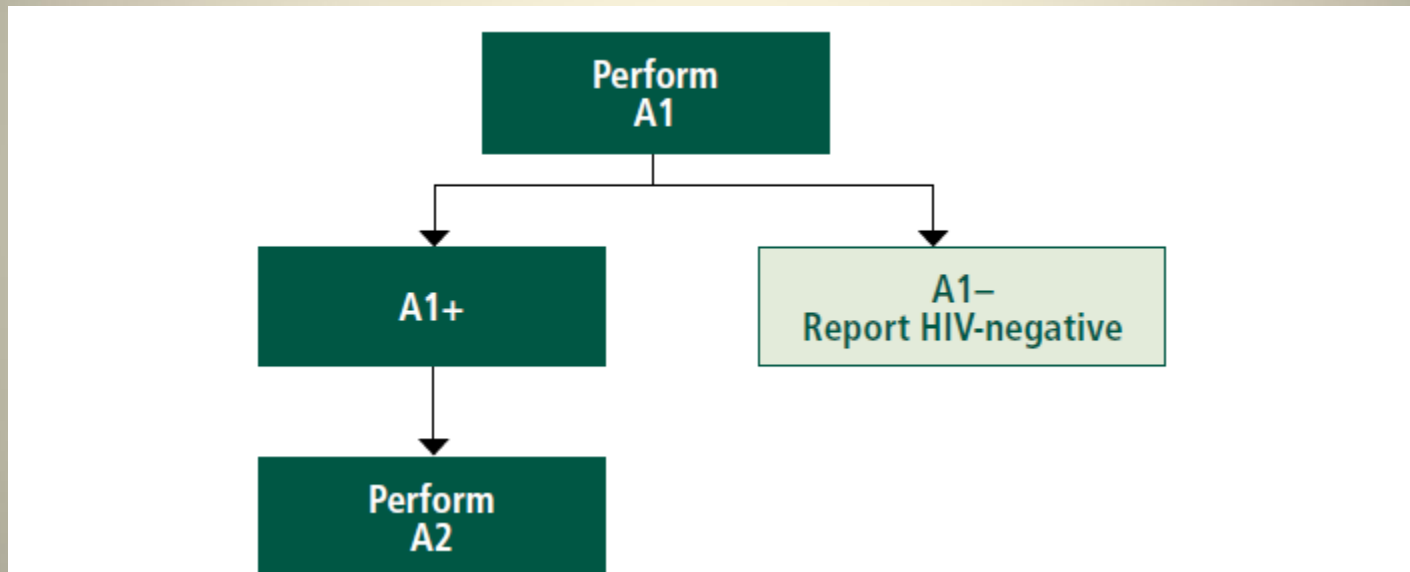 Perform
A1
A1+
A1–
Report HIV-negative
Perform
A2